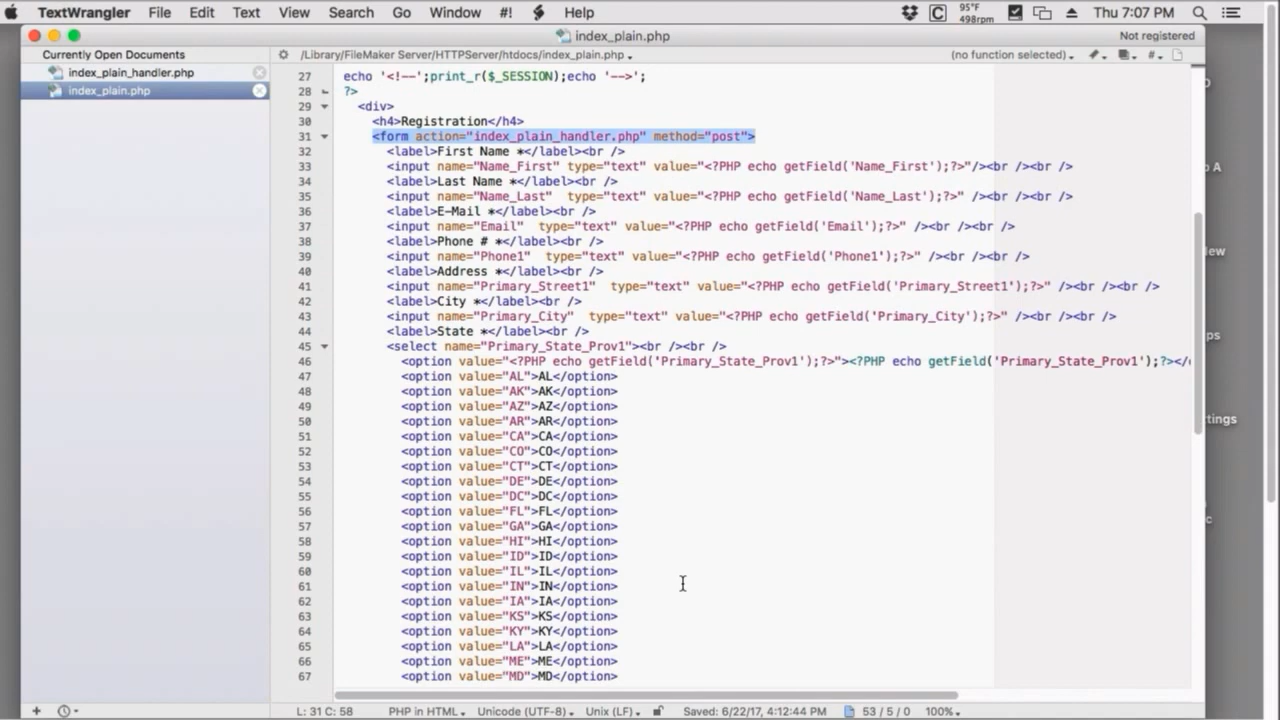 TextWrangler File Edit Text View Search Go Window #! Help 95°F 498rpm Thu 7:07 PM
index_plain.php Not registered
Currently Open Documents /Library/FileMaker Server/HTTPServer/htdocs/index_plain.php (no function selected)
index_plain_handler.php
index_plain.php
27 echo '<!--';print_r($_SESSION);echo '-->';
28 ?>
29 <div>
30 <h4>Registration</h4>
31 <form action="index_plain_handler.php" method="post">
32 <label>First Name *</label><br />
33 <input name="Name_First" type="text" value="<?PHP echo getField('Name_First');?>"/><br /><br />
34 <label>Last Name *</label><br />
35 <input name="Name_Last" type="text" value="<?PHP echo getField('Name_Last');?>" /><br /><br />
36 <label>E-Mail *</label><br />
37 <input name="Email" type="text" value="<?PHP echo getField('Email');?>" /><br /><br />
38 <label>Phone # *</label><br />
39 <input name="Phone1" type="text" value="<?PHP echo getField('Phone1');?>" /><br /><br />
40 <label>Address *</label><br />
41 <input name="Primary_Street1" type="text" value="<?PHP echo getField('Primary_Street1');?>" /><br /><br />
42 <label>City *</label><br />
43 <input name="Primary_City" type="text" value="<?PHP echo getField('Primary_City');?>" /><br /><br />
44 <label>State *</label><br />
45 <select name="Primary_State_Prov1"><br /><br />
46 <option value="<?PHP echo getField('Primary_State_Prov1');?>"><?PHP echo getField('Primary_State_Prov1');?></
47 <option value="AL">AL</option>
48 <option value="AK">AK</option>
49 <option value="AZ">AZ</option>
50 <option value="AR">AR</option>
51 <option value="CA">CA</option>
52 <option value="CO">CO</option>
53 <option value="CT">CT</option>
54 <option value="DE">DE</option>
55 <option value="DC">DC</option>
56 <option value="FL">FL</option>
57 <option value="GA">GA</option>
58 <option value="HI">HI</option>
59 <option value="ID">ID</option>
60 <option value="IL">IL</option>
61 <option value="IN">IN</option>
62 <option value="IA">IA</option>
63 <option value="KS">KS</option>
64 <option value="KY">KY</option>
65 <option value="LA">LA</option>
66 <option value="ME">ME</option>
67 <option value="MD">MD</option>
L: 31 C: 58 PHP in HTML Unicode (UTF-8) Unix (LF) Saved: 6/22/17, 4:12:44 PM 53 / 5 / 0 100%